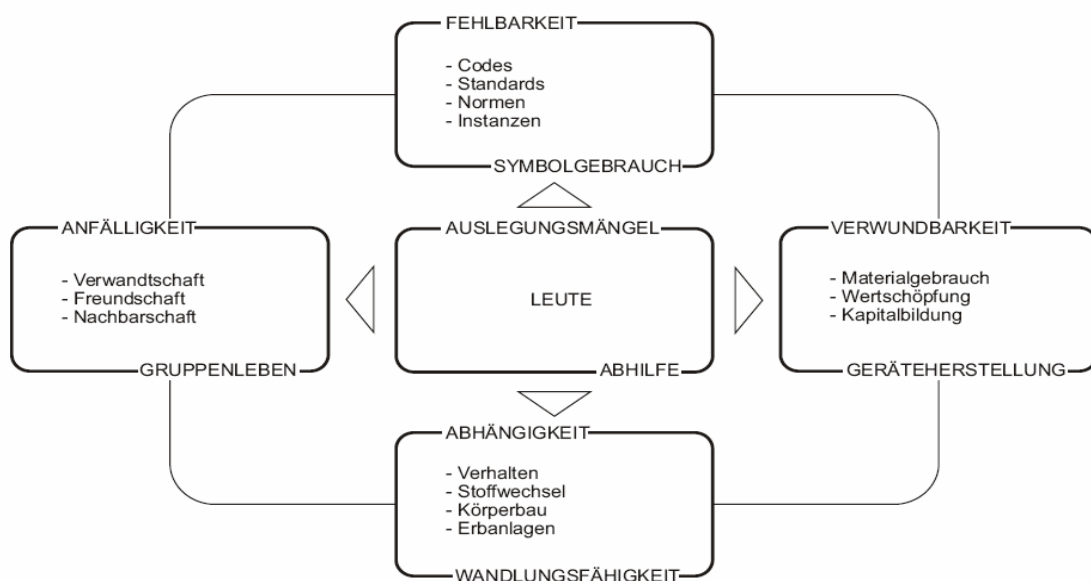 FEHLBARKEIT
- Codes
- Standards
- Normen
- Instanzen
SYMBOLGEBRAUCH
ANFÄLLIGKEIT
- Verwandtschaft
- Freundschaft
- Nachbarschaft
GRUPPENLEBEN
AUSLEGUNGSMÄNGEL
LEUTE
ABHILFE
VERWUNDBARKEIT
- Materialgebrauch
- Wertschöpfung
- Kapitalbildung
GERÄTEHERSTELLUNG
ABHÄNGIGKEIT
- Verhalten
- Stoffwechsel
- Körperbau
- Erbanlagen
WANDLUNGSFÄHIGKEIT